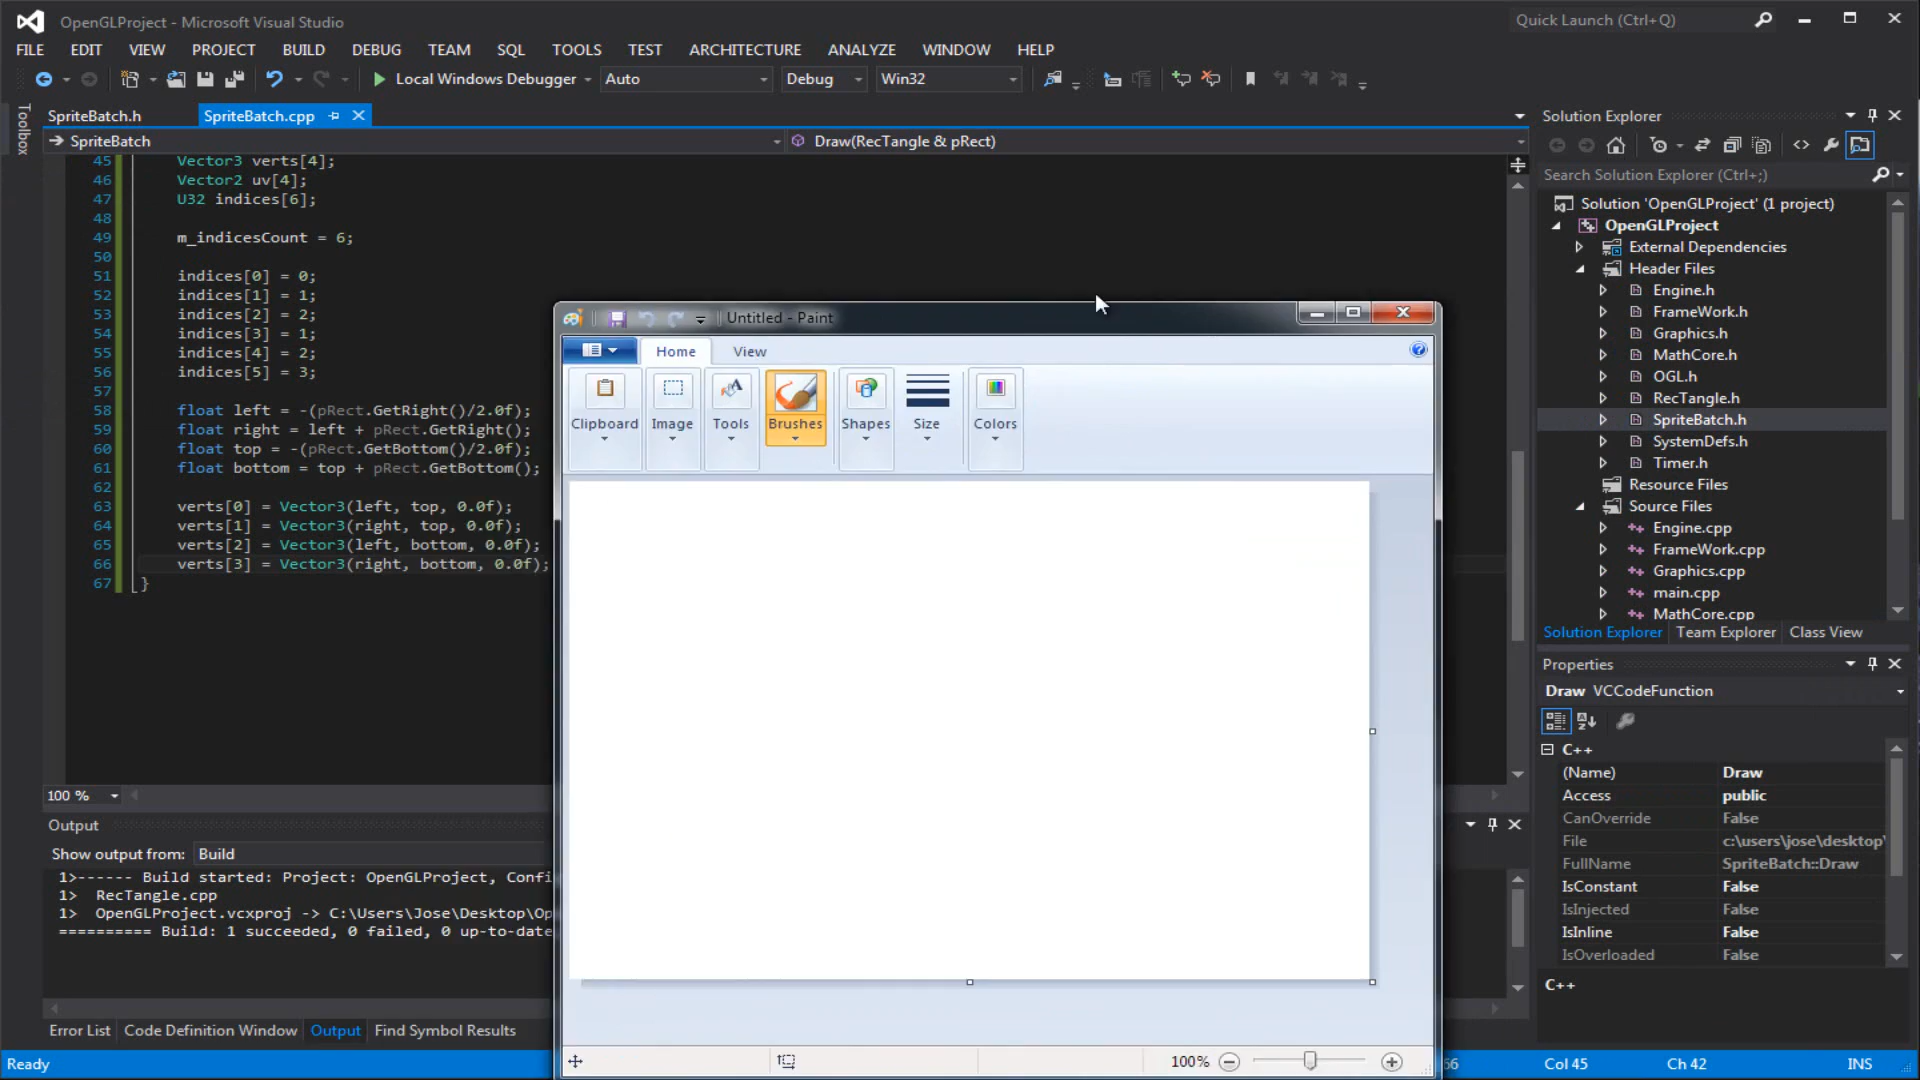 OpenGLProject - Microsoft Visual Studio
Quick Launch (Ctrl+Q)
FILE EDIT VIEW PROJECT BUILD DEBUG TEAM SQL TOOLS TEST ARCHITECTURE ANALYZE WINDOW HELP
Local Windows Debugger Auto Debug Win32
Toolbox
SpriteBatch.h SpriteBatch.cpp
SpriteBatch Draw(RecTangle & pRect)
45 Vector3 verts[4];
46 Vector2 uv[4];
47 U32 indices[6];
48
49 m_indicesCount = 6;
50
51 indices[0] = 0;
52 indices[1] = 1;
53 indices[2] = 2;
54 indices[3] = 1;
55 indices[4] = 2;
56 indices[5] = 3;
57
58 float left = -(pRect.GetRight()/2.0f);
59 float right = left + pRect.GetRight();
60 float top = -(pRect.GetBottom()/2.0f);
61 float bottom = top + pRect.GetBottom();
62
63 verts[0] = Vector3(left, top, 0.0f);
64 verts[1] = Vector3(right, top, 0.0f);
65 verts[2] = Vector3(left, bottom, 0.0f);
66 verts[3] = Vector3(right, bottom, 0.0f);
67 }
100 %
Output
Show output from: Build
1>------ Build started: Project: OpenGLProject, Confi
1> RecTangle.cpp
1> OpenGLProject.vcxproj -> C:\Users\Jose\Desktop\Op
========== Build: 1 succeeded, 0 failed, 0 up-to-date
Error List Code Definition Window Output Find Symbol Results
Ready
Untitled - Paint
Home View
Clipboard Image Tools Brushes Shapes Size Colors
100%
Solution Explorer
Search Solution Explorer (Ctrl+;)
Solution 'OpenGLProject' (1 project)
OpenGLProject
External Dependencies
Header Files
Engine.h
FrameWork.h
Graphics.h
MathCore.h
OGL.h
RecTangle.h
SpriteBatch.h
SystemDefs.h
Timer.h
Resource Files
Source Files
Engine.cpp
FrameWork.cpp
Graphics.cpp
main.cpp
MathCore.cpp
Solution Explorer Team Explorer Class View
Properties
Draw VCCodeFunction
C++
(Name) Draw
Access public
CanOverride False
File c:\users\jose\desktop\
FullName SpriteBatch::Draw
IsConstant False
IsInjected False
IsInline False
IsOverloaded False
C++
66 Col 45 Ch 42 INS